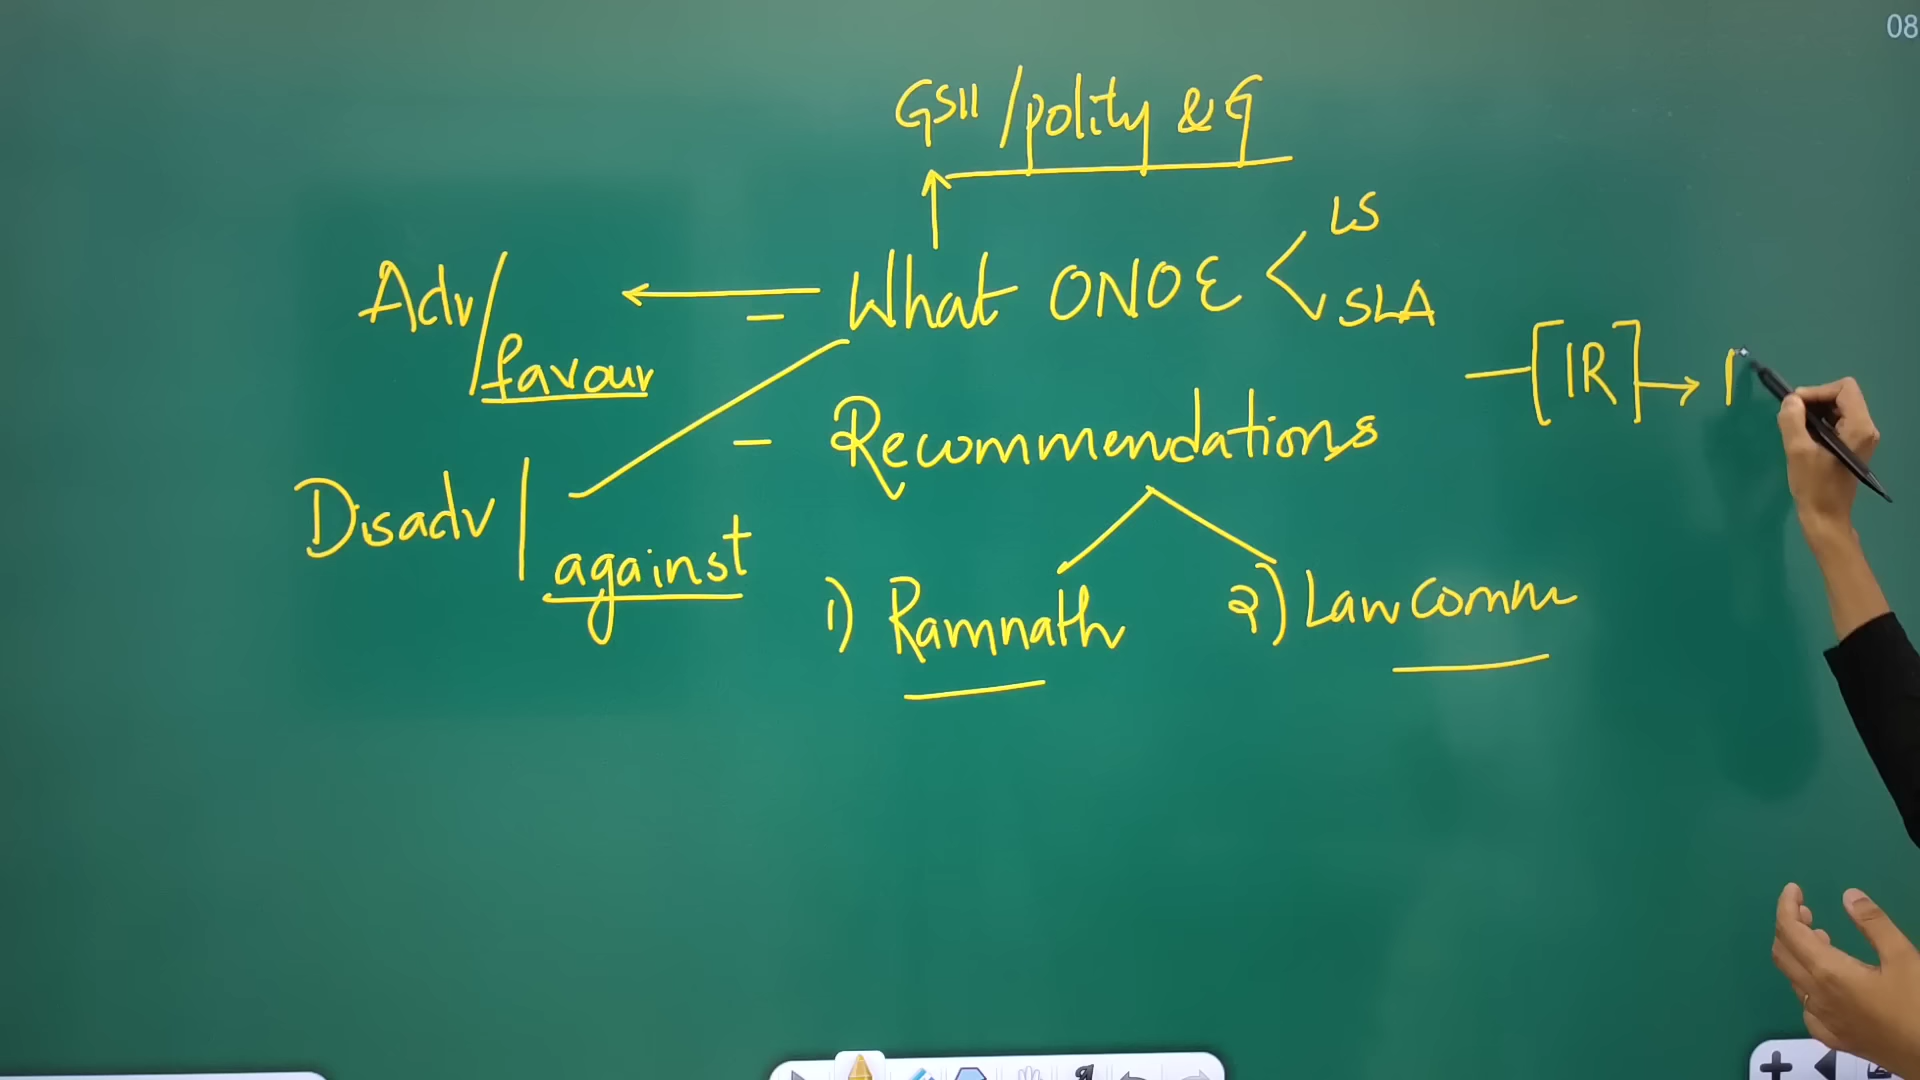 08
GSII/polity & G
LS
What ONOE
SLA
Adv/
favour
[IR]
Recommendations
Disadv|
against
1) Ramnath
2) Law Comm